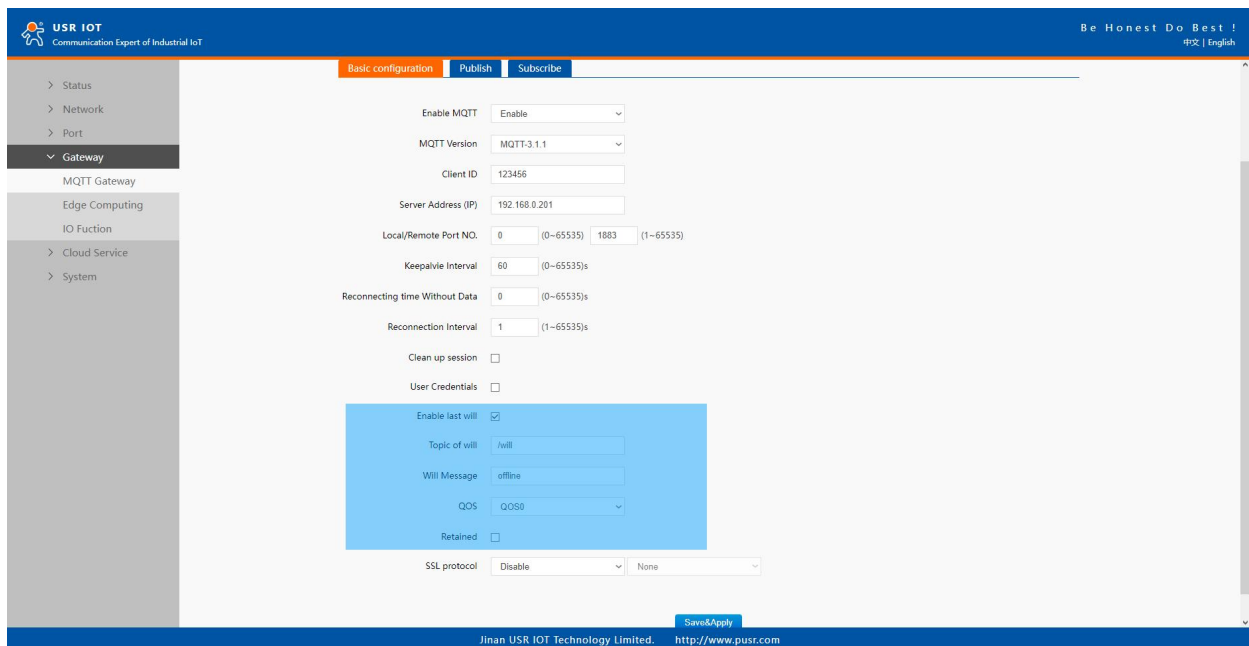 USR IOT
Communication Expert of Industrial IoT
Be Honest Do Best !
中文 | English
Status
Network
Port
Gateway
MQTT Gateway
Edge Computing
IO Fuction
Cloud Service
System
Basic configuration Publish Subscribe
Enable MQTT Enable
MQTT Version MQTT-3.1.1
Client ID 123456
Server Address (IP) 192.168.0.201
Local/Remote Port NO. 0 (0~65535) 1883 (1~65535)
Keepalvie Interval 60 (0~65535)s
Reconnecting time Without Data 0 (0~65535)s
Reconnection Interval 1 (1~65535)s
Clean up session
User Credentials
Enable last will
Topic of will /will
Will Message offline
QOS QOS0
Retained
SSL protocol Disable None
Save&Apply
Jinan USR IOT Technology Limited. http://www.pusr.com